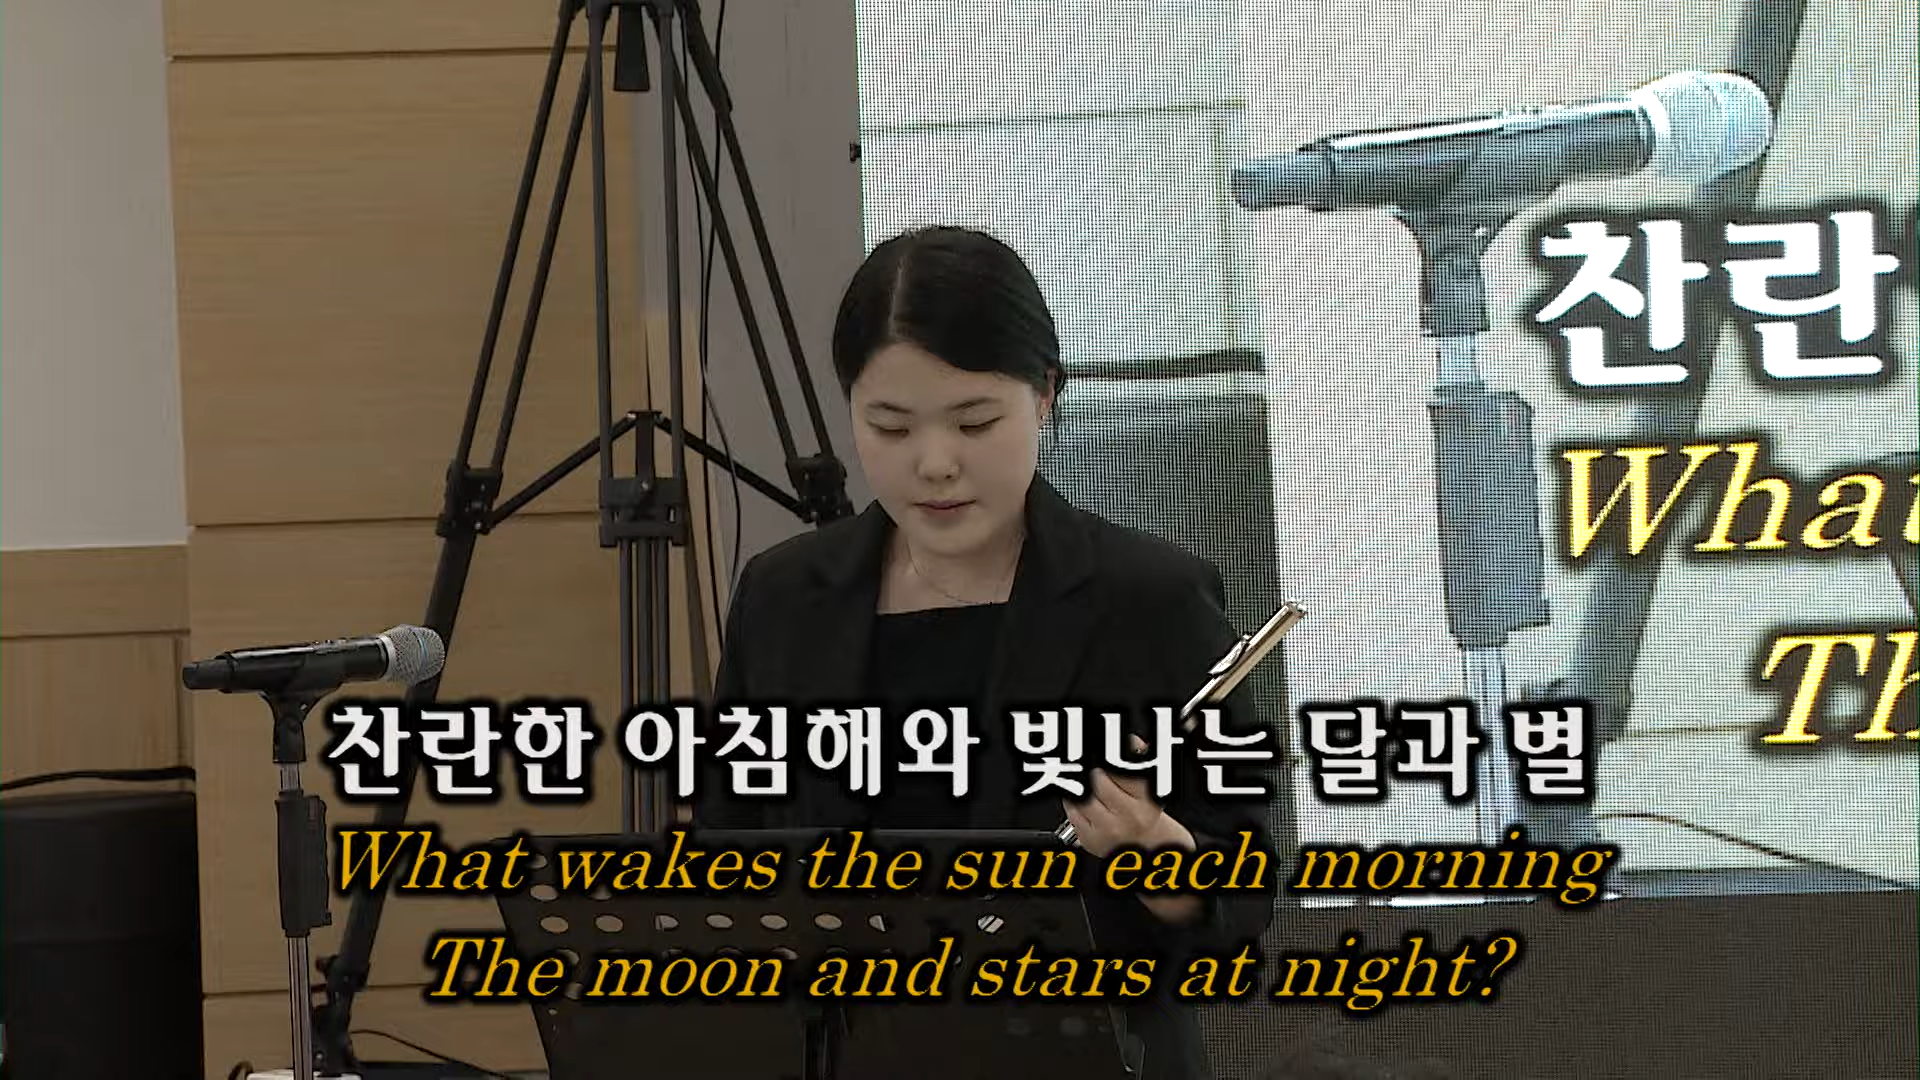 찬란한 아침해와 빛나는 달과 별
What wakes the sun each morning
The moon and stars at night?
찬란
What
Th